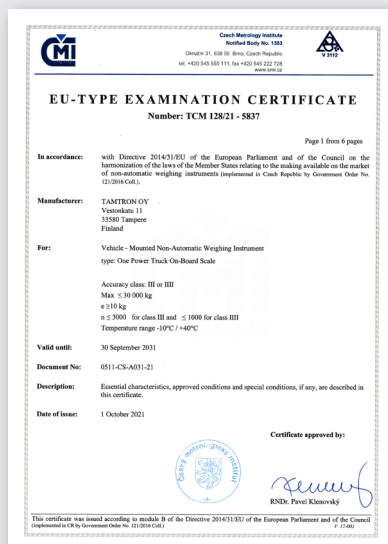 Czech Metrology Institute
Notified Body No. 1383
Okružní 31, 638 00 Brno, Czech Republic
tel. +420 545 555 111, fax +420 545 222 728
www.cmi.cz
CMI
V 3112
EU-TYPE EXAMINATION CERTIFICATE
Number: TCM 128/21 - 5837
Page 1 from 6 pages
In accordance: with Directive 2014/31/EU of the European Parliament and of the Council on the
harmonization of the laws of the Member States relating to the making available on the market
of non-automatic weighing instruments (implemented in Czech Republic by Government Order No.
121/2016 Coll.).
Manufacturer: TAMTRON OY
Vestonkatu 11
33580 Tampere
Finland
For: Vehicle - Mounted Non-Automatic Weighing Instrument
type: One Power Truck On-Board Scale
Accuracy class: III or IIII
Max ≤ 30 000 kg
e ≥10 kg
n ≤ 3000 for class III and ≤ 1000 for class IIII
Temperature range -10°C / +40°C
Valid until: 30 September 2031
Document No: 0511-CS-A031-21
Description: Essential characteristics, approved conditions and special conditions, if any, are described in
this certificate.
Date of issue: 1 October 2021
Certificate approved by:
Český metrologický institut
RNDr. Pavel Klenovský
This certificate was issued according to module B of the Directive 2014/31/EU of the European Parliament and of the Council
(implemented in CR by Government Order No. 121/2016 Coll.)